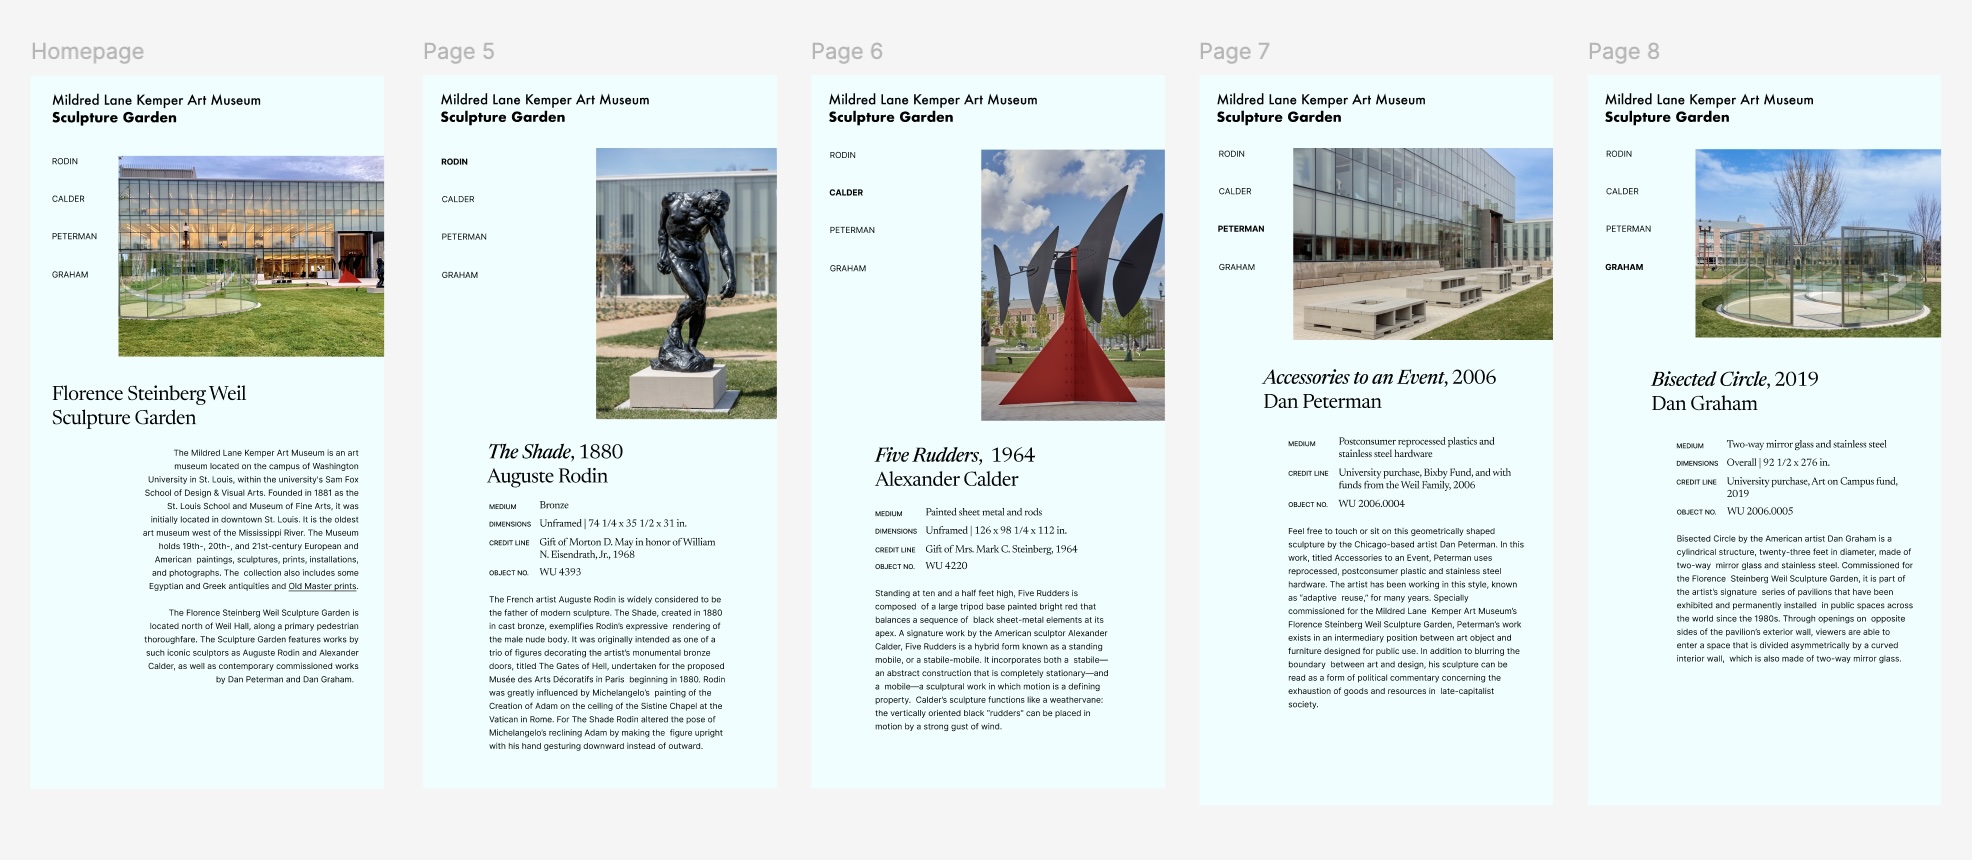 Homepage
Mildred Lane Kemper Art Museum
Sculpture Garden
RODIN
CALDER
PETERMAN
GRAHAM
Florence Steinberg Weil
Sculpture Garden
The Mildred Lane Kemper Art Museum is an art
museum located on the campus of Washington
University in St. Louis, within the university's Sam Fox
School of Design & Visual Arts. Founded in 1881 as the
St. Louis School and Museum of Fine Arts, it was
initially located in downtown St. Louis. It is the oldest
art museum west of the Mississippi River. The Museum
holds 19th-, 20th-, and 21st-century European and
American paintings, sculptures, prints, installations,
and photographs. The collection also includes some
Egyptian and Greek antiquities and Old Master prints.
The Florence Steinberg Weil Sculpture Garden is
located north of Weil Hall, along a primary pedestrian
thoroughfare. The Sculpture Garden features works by
such iconic sculptors as Auguste Rodin and Alexander
Calder, as well as contemporary commissioned works
by Dan Peterman and Dan Graham.
Page 5
Mildred Lane Kemper Art Museum
Sculpture Garden
RODIN
CALDER
PETERMAN
GRAHAM
The Shade, 1880
Auguste Rodin
MEDIUM Bronze
DIMENSIONS Unframed | 74 1/4 x 35 1/2 x 31 in.
CREDIT LINE Gift of Morton D. May in honor of William
N. Eisendrath, Jr., 1968
OBJECT NO. WU 4393
The French artist Auguste Rodin is widely considered to be
the father of modern sculpture. The Shade, created in 1880
in cast bronze, exemplifies Rodin's expressive rendering of
the male nude body. It was originally intended as one of a
trio of figures decorating the artist's monumental bronze
doors, titled The Gates of Hell, undertaken for the proposed
Musée des Arts Décoratifs in Paris beginning in 1880. Rodin
was greatly influenced by Michelangelo's painting of the
Creation of Adam on the ceiling of the Sistine Chapel at the
Vatican in Rome. For The Shade Rodin altered the pose of
Michelangelo's reclining Adam by making the figure upright
with his hand gesturing downward instead of outward.
Page 6
Mildred Lane Kemper Art Museum
Sculpture Garden
RODIN
CALDER
PETERMAN
GRAHAM
Five Rudders, 1964
Alexander Calder
MEDIUM Painted sheet metal and rods
DIMENSIONS Unframed | 126 x 98 1/4 x 112 in.
CREDIT LINE Gift of Mrs. Mark C. Steinberg, 1964
OBJECT NO. WU 4220
Standing at ten and a half feet high, Five Rudders is
composed of a large tripod base painted bright red that
balances a sequence of black sheet-metal elements at its
apex. A signature work by the American sculptor Alexander
Calder, Five Rudders is a hybrid form known as a standing
mobile, or a stabile-mobile. It incorporates both a stabile—
an abstract construction that is completely stationary—and
a mobile—a sculptural work in which motion is a defining
property. Calder's sculpture functions like a weathervane:
the vertically oriented black "rudders" can be placed in
motion by a strong gust of wind.
Page 7
Mildred Lane Kemper Art Museum
Sculpture Garden
RODIN
CALDER
PETERMAN
GRAHAM
Accessories to an Event, 2006
Dan Peterman
MEDIUM Postconsumer reprocessed plastics and
stainless steel hardware
CREDIT LINE University purchase, Bixby Fund, and with
funds from the Weil Family, 2006
OBJECT NO. WU 2006.0004
Feel free to touch or sit on this geometrically shaped
sculpture by the Chicago-based artist Dan Peterman. In this
work, titled Accessories to an Event, Peterman uses
reprocessed, postconsumer plastic and stainless steel
hardware. The artist has been working in this style, known
as "adaptive reuse," for many years. Specially
commissioned for the Mildred Lane Kemper Art Museum's
Florence Steinberg Weil Sculpture Garden, Peterman's work
exists in an intermediary position between art object and
furniture designed for public use. In addition to blurring the
boundary between art and design, his sculpture can be
read as a form of political commentary concerning the
exhaustion of goods and resources in late-capitalist
society.
Page 8
Mildred Lane Kemper Art Museum
Sculpture Garden
RODIN
CALDER
PETERMAN
GRAHAM
Bisected Circle, 2019
Dan Graham
MEDIUM Two-way mirror glass and stainless steel
DIMENSIONS Overall | 92 1/2 x 276 in.
CREDIT LINE University purchase, Art on Campus fund,
2019
OBJECT NO. WU 2006.0005
Bisected Circle by the American artist Dan Graham is a
cylindrical structure, twenty-three feet in diameter, made of
two-way mirror glass and stainless steel. Commissioned for
the Florence Steinberg Weil Sculpture Garden, it is part of
the artist's signature series of pavilions that have been
exhibited and permanently installed in public spaces across
the world since the 1980s. Through openings on opposite
sides of the pavilion's exterior wall, viewers are able to
enter a space that is divided asymmetrically by a curved
interior wall, which is also made of two-way mirror glass.